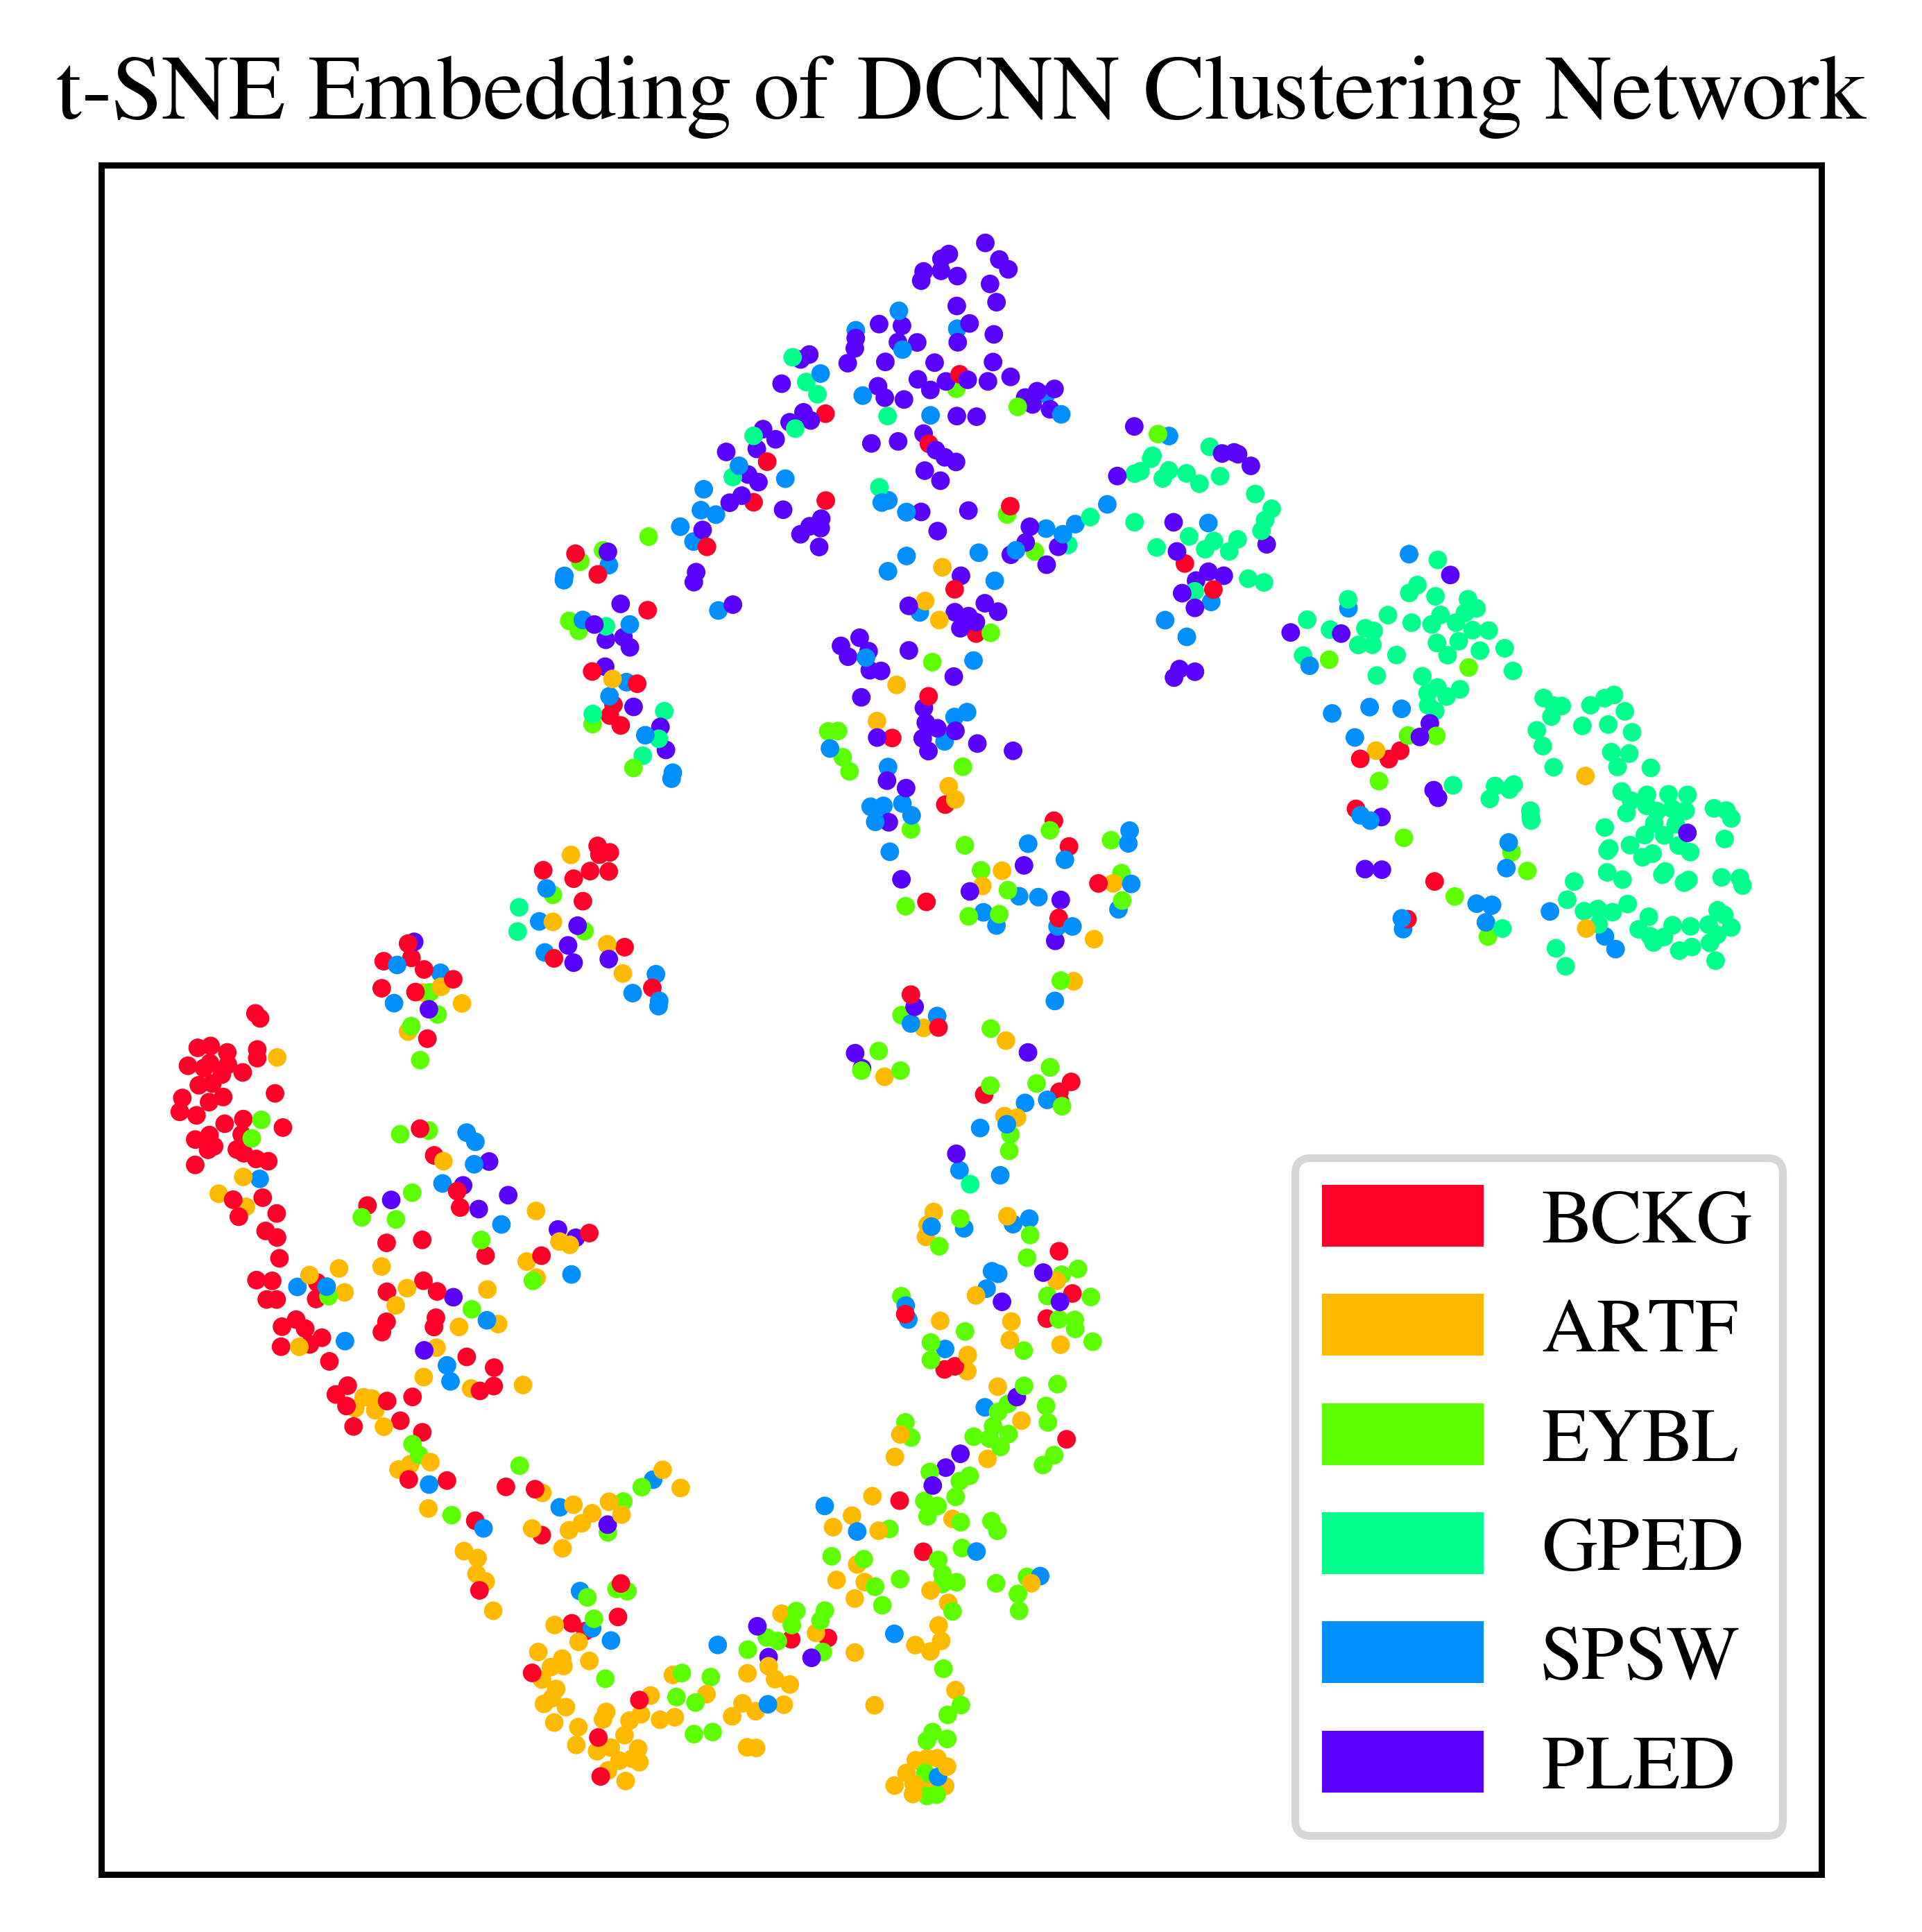 t-SNE Embedding of DCNN Clustering Network
BCKG
ARTF
EYBL
GPED
SPSW
PLED